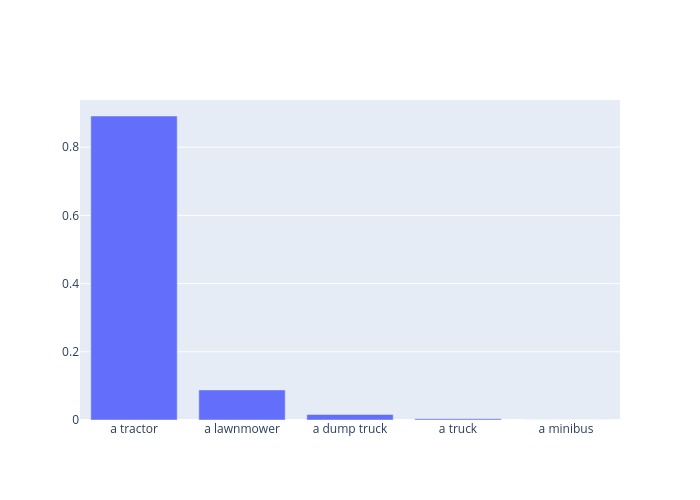 0.8
0.6
0.4
0.2
0
a tractor
a lawnmower
a dump truck
a truck
a minibus